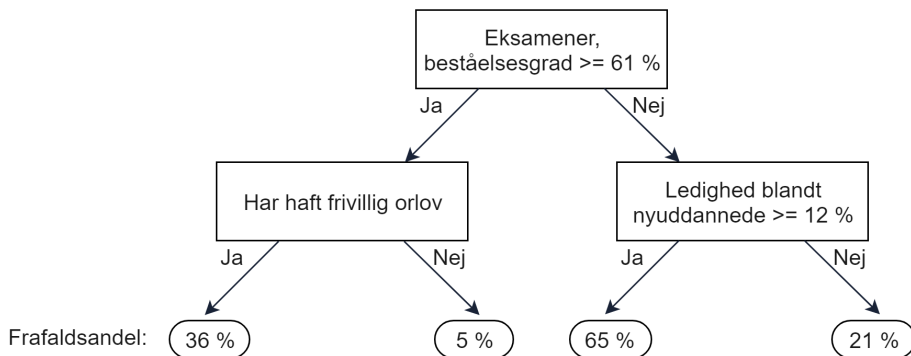 Eksamener,
beståelsesgrad >= 61 %
Ja
Nej
Har haft frivillig orlov
Ledighed blandt
nyuddannede >= 12 %
Ja
Nej
Ja
Nej
Frafaldsandel:
36 %
5 %
65 %
21 %